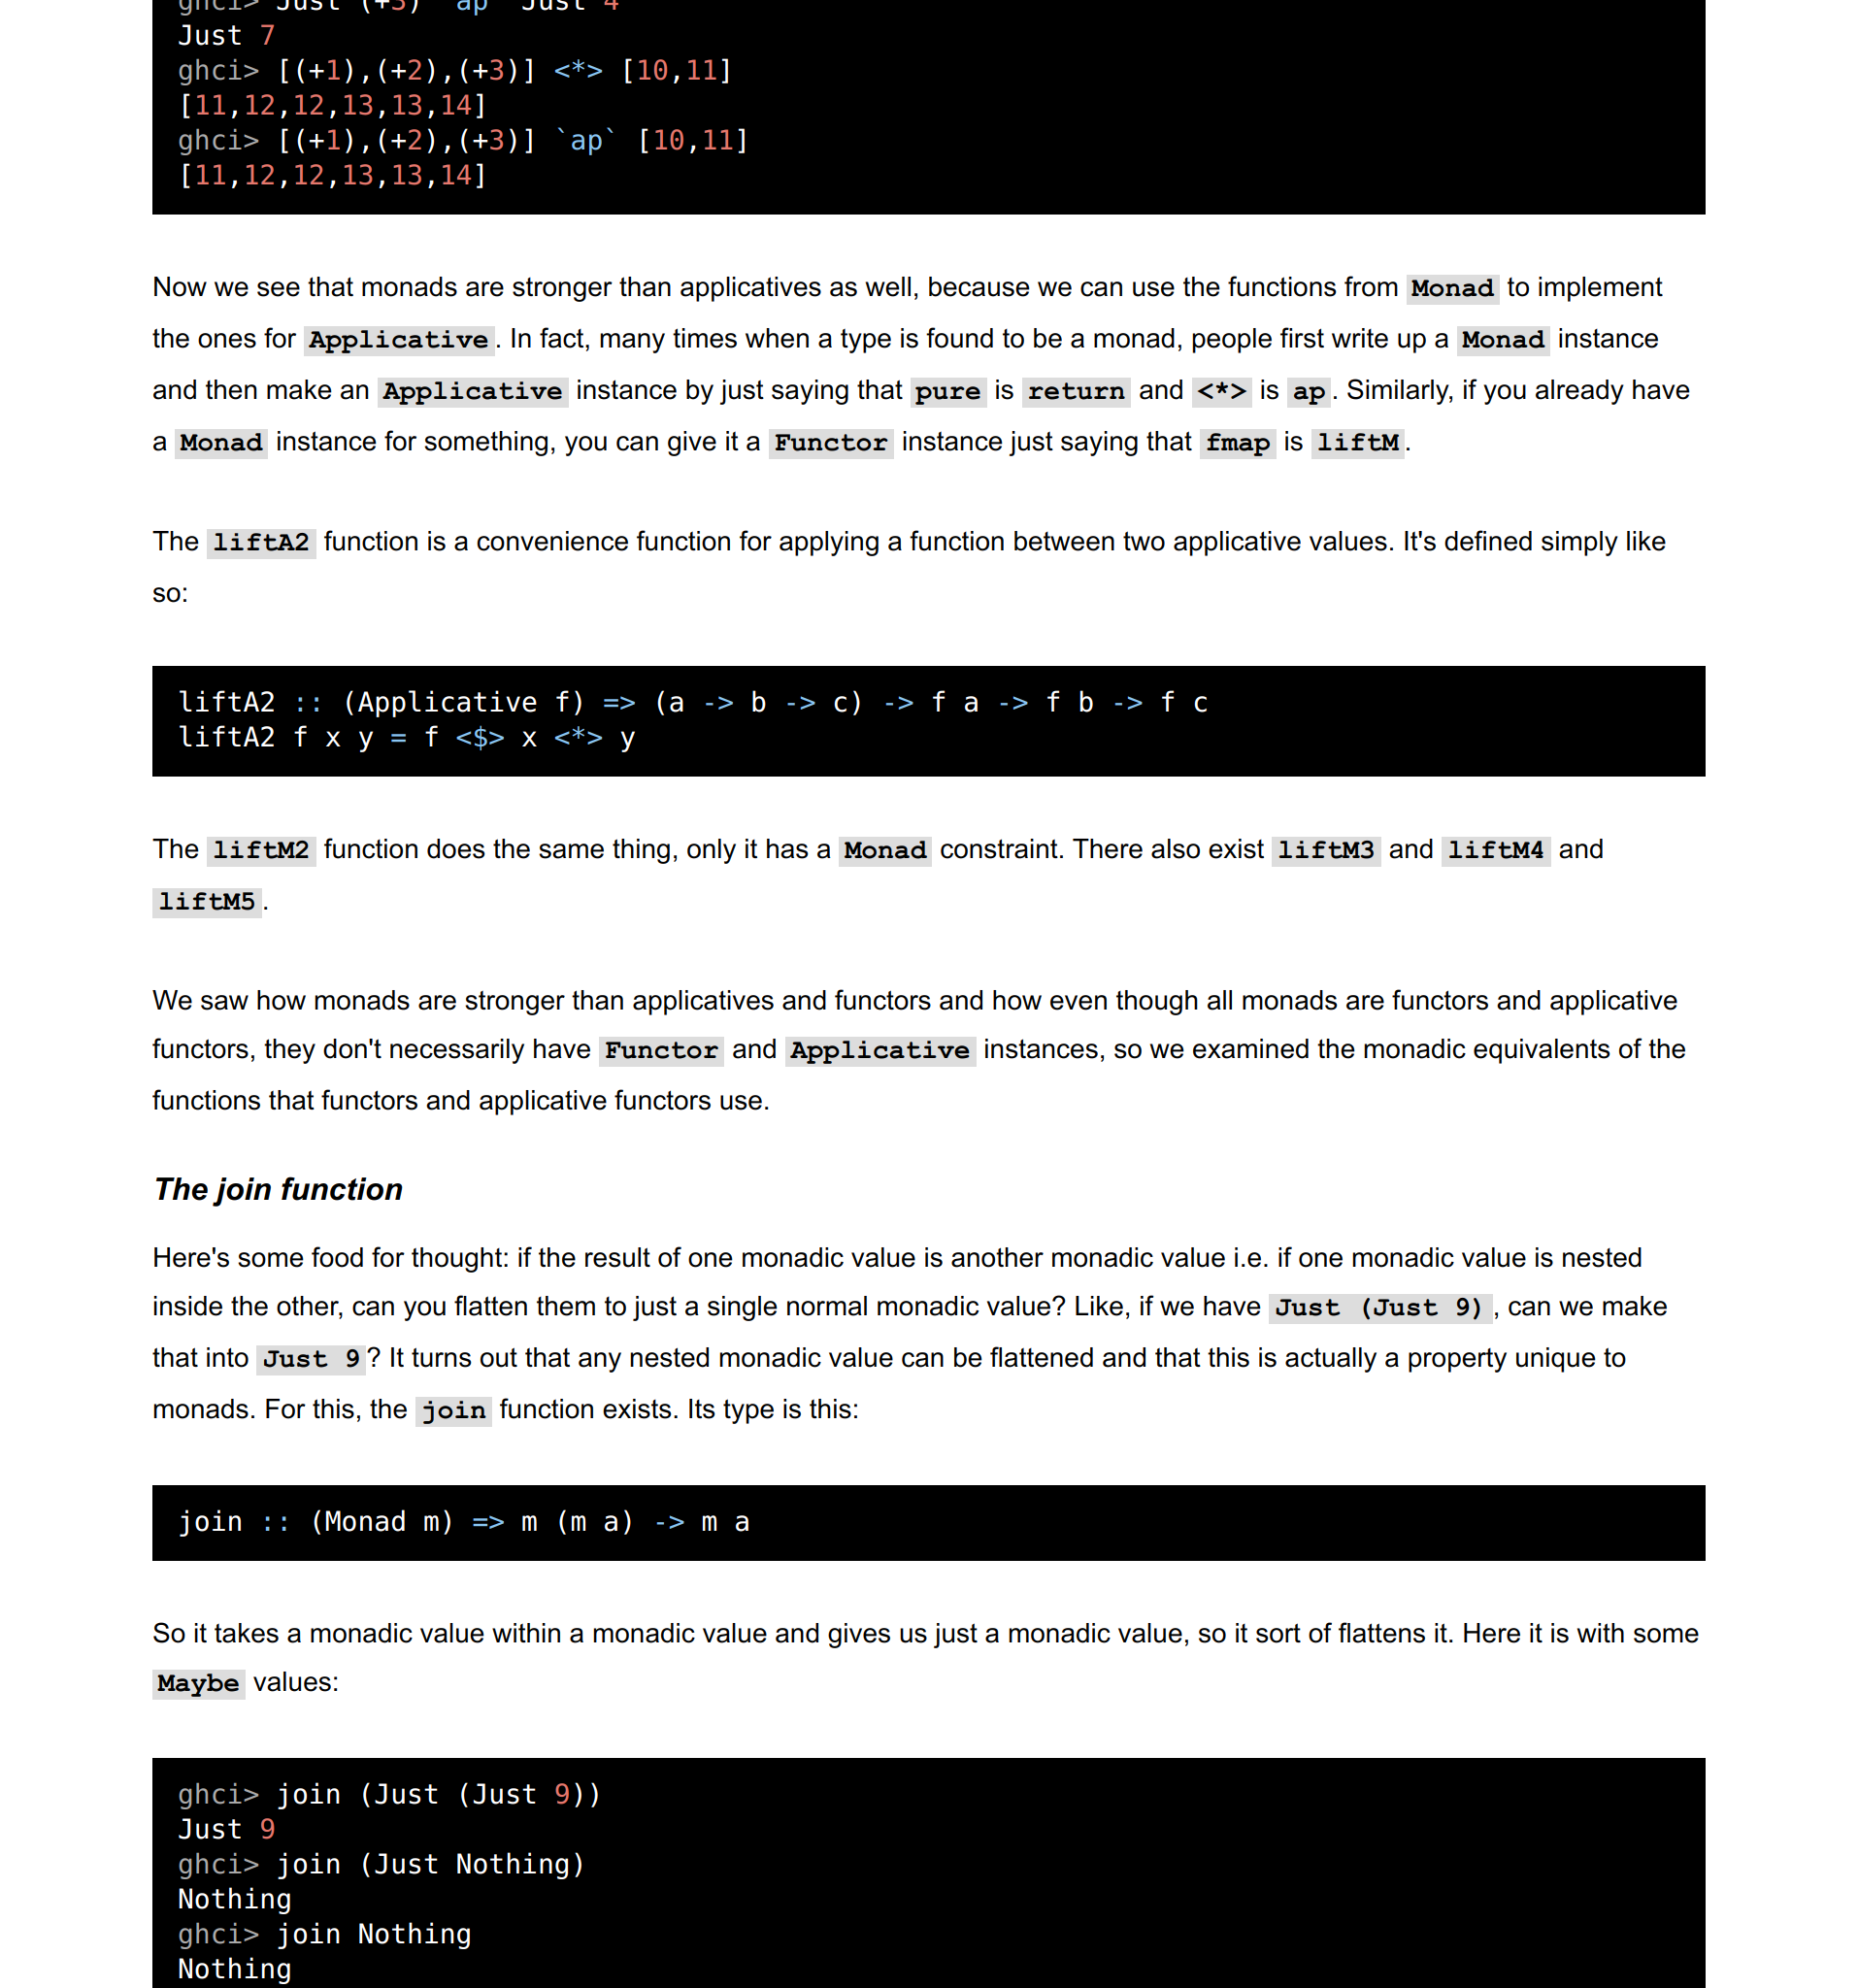 ghci> Just (+3) `ap` Just 4
Just 7
ghci> [(+1),(+2),(+3)] <*> [10,11]
[11,12,12,13,13,14]
ghci> [(+1),(+2),(+3)] `ap` [10,11]
[11,12,12,13,13,14]
Now we see that monads are stronger than applicatives as well, because we can use the functions from Monad to implement
the ones for Applicative. In fact, many times when a type is found to be a monad, people first write up a Monad instance
and then make an Applicative instance by just saying that pure is return and <*> is ap. Similarly, if you already have
a Monad instance for something, you can give it a Functor instance just saying that fmap is liftM.
The liftA2 function is a convenience function for applying a function between two applicative values. It's defined simply like
so:
liftA2 :: (Applicative f) => (a -> b -> c) -> f a -> f b -> f c
liftA2 f x y = f <$> x <*> y
The liftM2 function does the same thing, only it has a Monad constraint. There also exist liftM3 and liftM4 and
liftM5.
We saw how monads are stronger than applicatives and functors and how even though all monads are functors and applicative
functors, they don't necessarily have Functor and Applicative instances, so we examined the monadic equivalents of the
functions that functors and applicative functors use.
The join function
Here's some food for thought: if the result of one monadic value is another monadic value i.e. if one monadic value is nested
inside the other, can you flatten them to just a single normal monadic value? Like, if we have Just (Just 9), can we make
that into Just 9? It turns out that any nested monadic value can be flattened and that this is actually a property unique to
monads. For this, the join function exists. Its type is this:
join :: (Monad m) => m (m a) -> m a
So it takes a monadic value within a monadic value and gives us just a monadic value, so it sort of flattens it. Here it is with some
Maybe values:
ghci> join (Just (Just 9))
Just 9
ghci> join (Just Nothing)
Nothing
ghci> join Nothing
Nothing